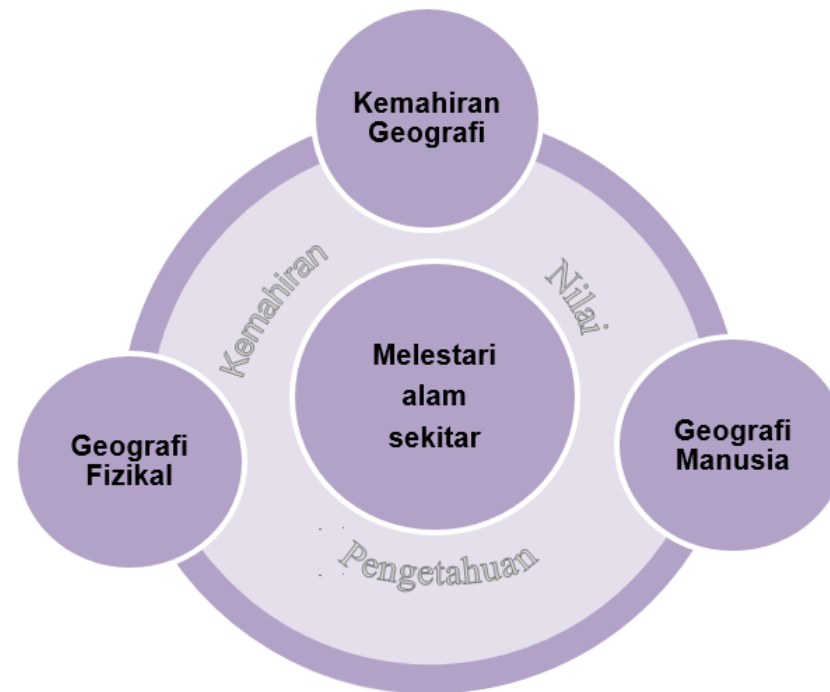 Kemahiran
Geografi
Kemahiran
Nilai
Melestari
alam
sekitar
Geografi
Fizikal
Geografi
Manusia
Pengetahuan